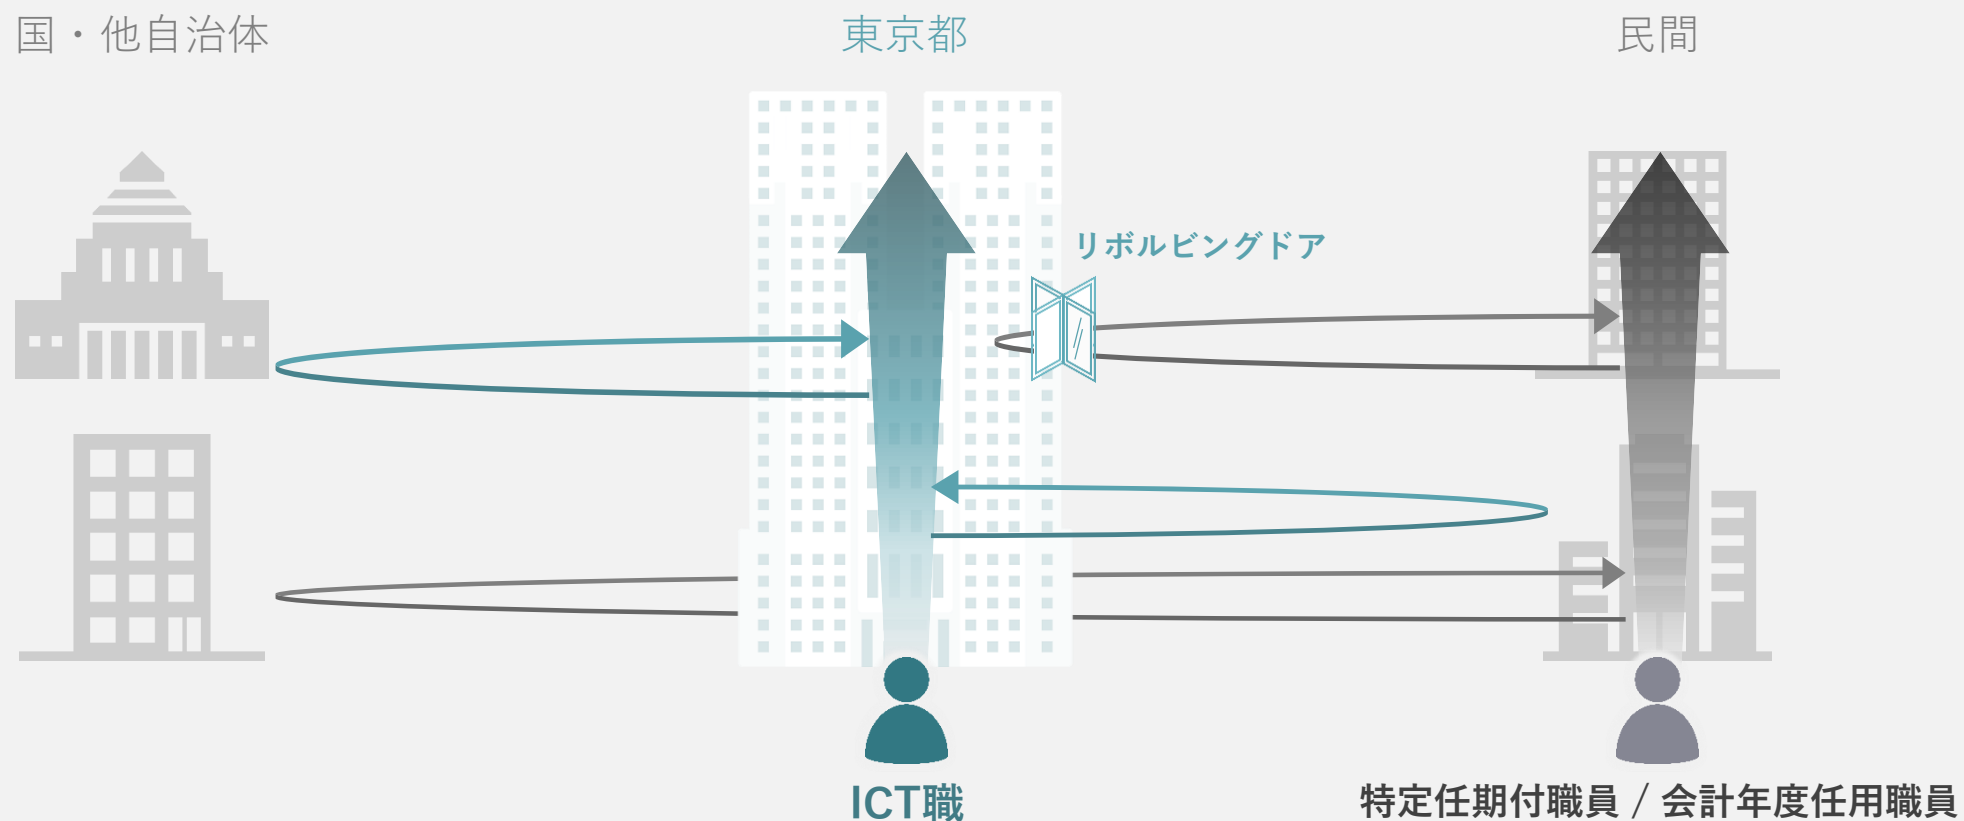 国・他自治体
東京都
民間
リボルビングドア
ICT職
特定任期付職員 / 会計年度任用職員